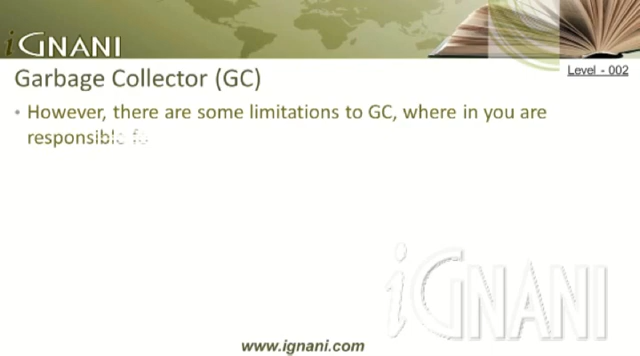 iGNANI
Garbage Collector (GC)
Level - 002
• However, there are some limitations to GC, where in you are
responsible
iGNANI
www.ignani.com